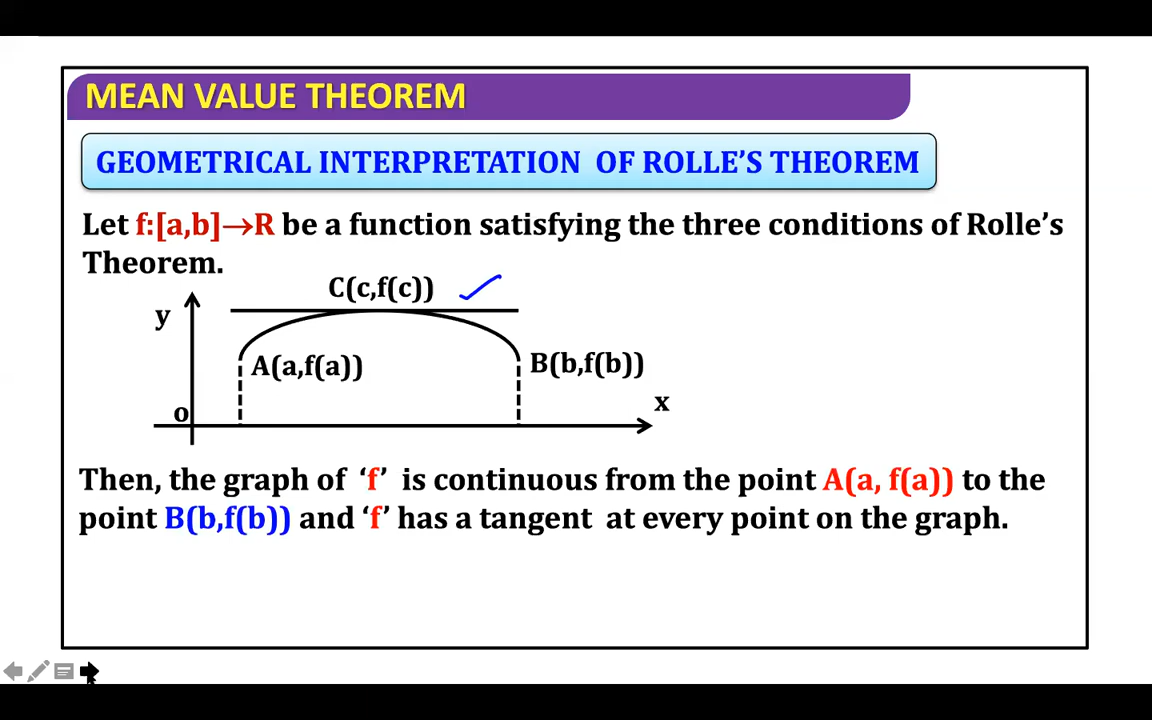 MEAN VALUE THEOREM
GEOMETRICAL INTERPRETATION OF ROLLE’S THEOREM
Let f:[a,b]→R be a function satisfying the three conditions of Rolle’s
Theorem.
C(c,f(c))
y
A(a,f(a))
B(b,f(b))
x
o
Then, the graph of ‘f’ is continuous from the point A(a, f(a)) to the
point B(b,f(b)) and ‘f’ has a tangent at every point on the graph.